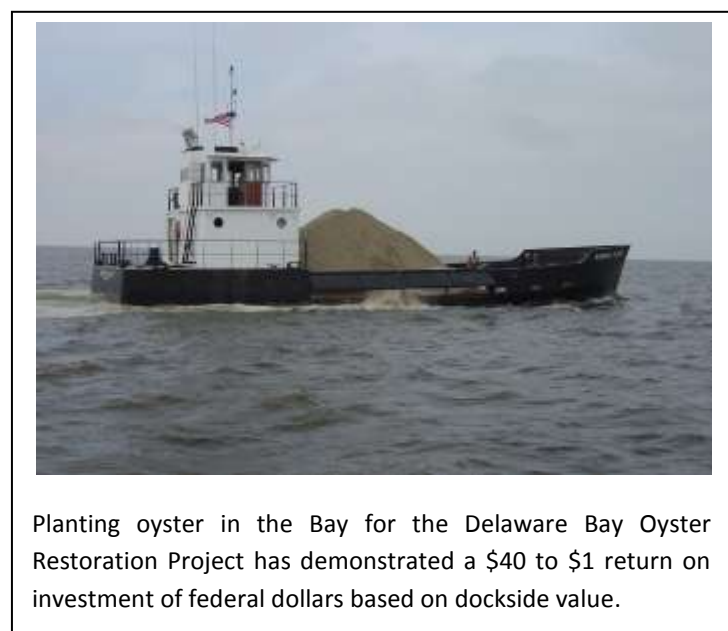 Planting oyster in the Bay for the Delaware Bay Oyster
Restoration Project has demonstrated a $40 to $1 return on
investment of federal dollars based on dockside value.